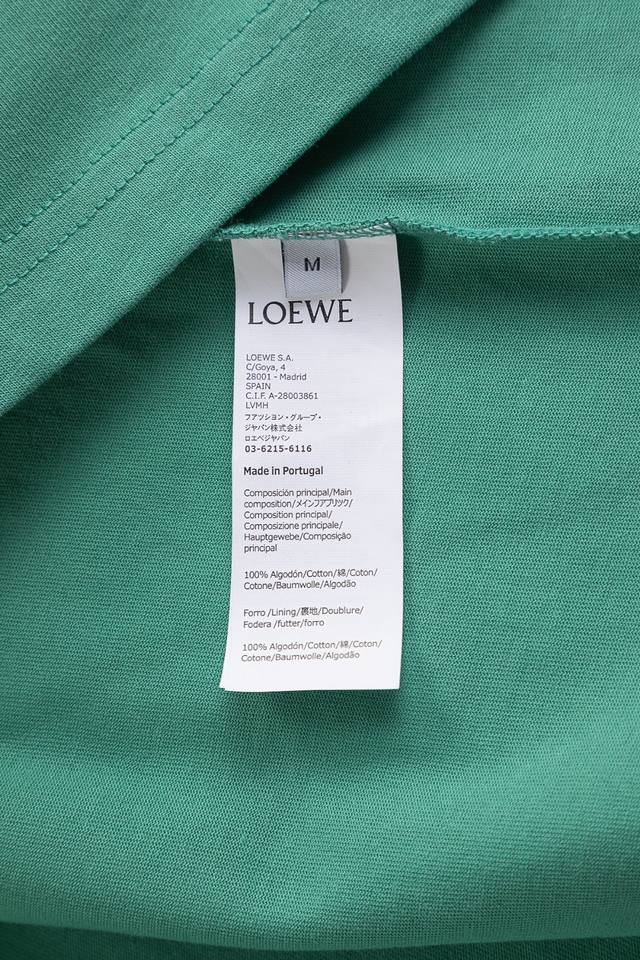 M
LOEWE
LOEWE S.A.
C/Goya, 4
28001 - Madrid
SPAIN
C.I.F. A-28003861
LVMH
ファッション・グループ・
ジャパン株式会社
ロエベジャパン
03-6215-6116
Made in Portugal
Composición principal/Main
composition/メインファブリック/
Composition principal/
Composizione principale/
Hauptgewebe/Composição
principal
100% Algodón/Cotton/綿/Coton/
Cotone/Baumwolle/Algodão
Forro /Lining/裏地/Doublure/
Fodera /futter/forro
100% Algodón/Cotton/綿/Coton/
Cotone/Baumwolle/Algodão